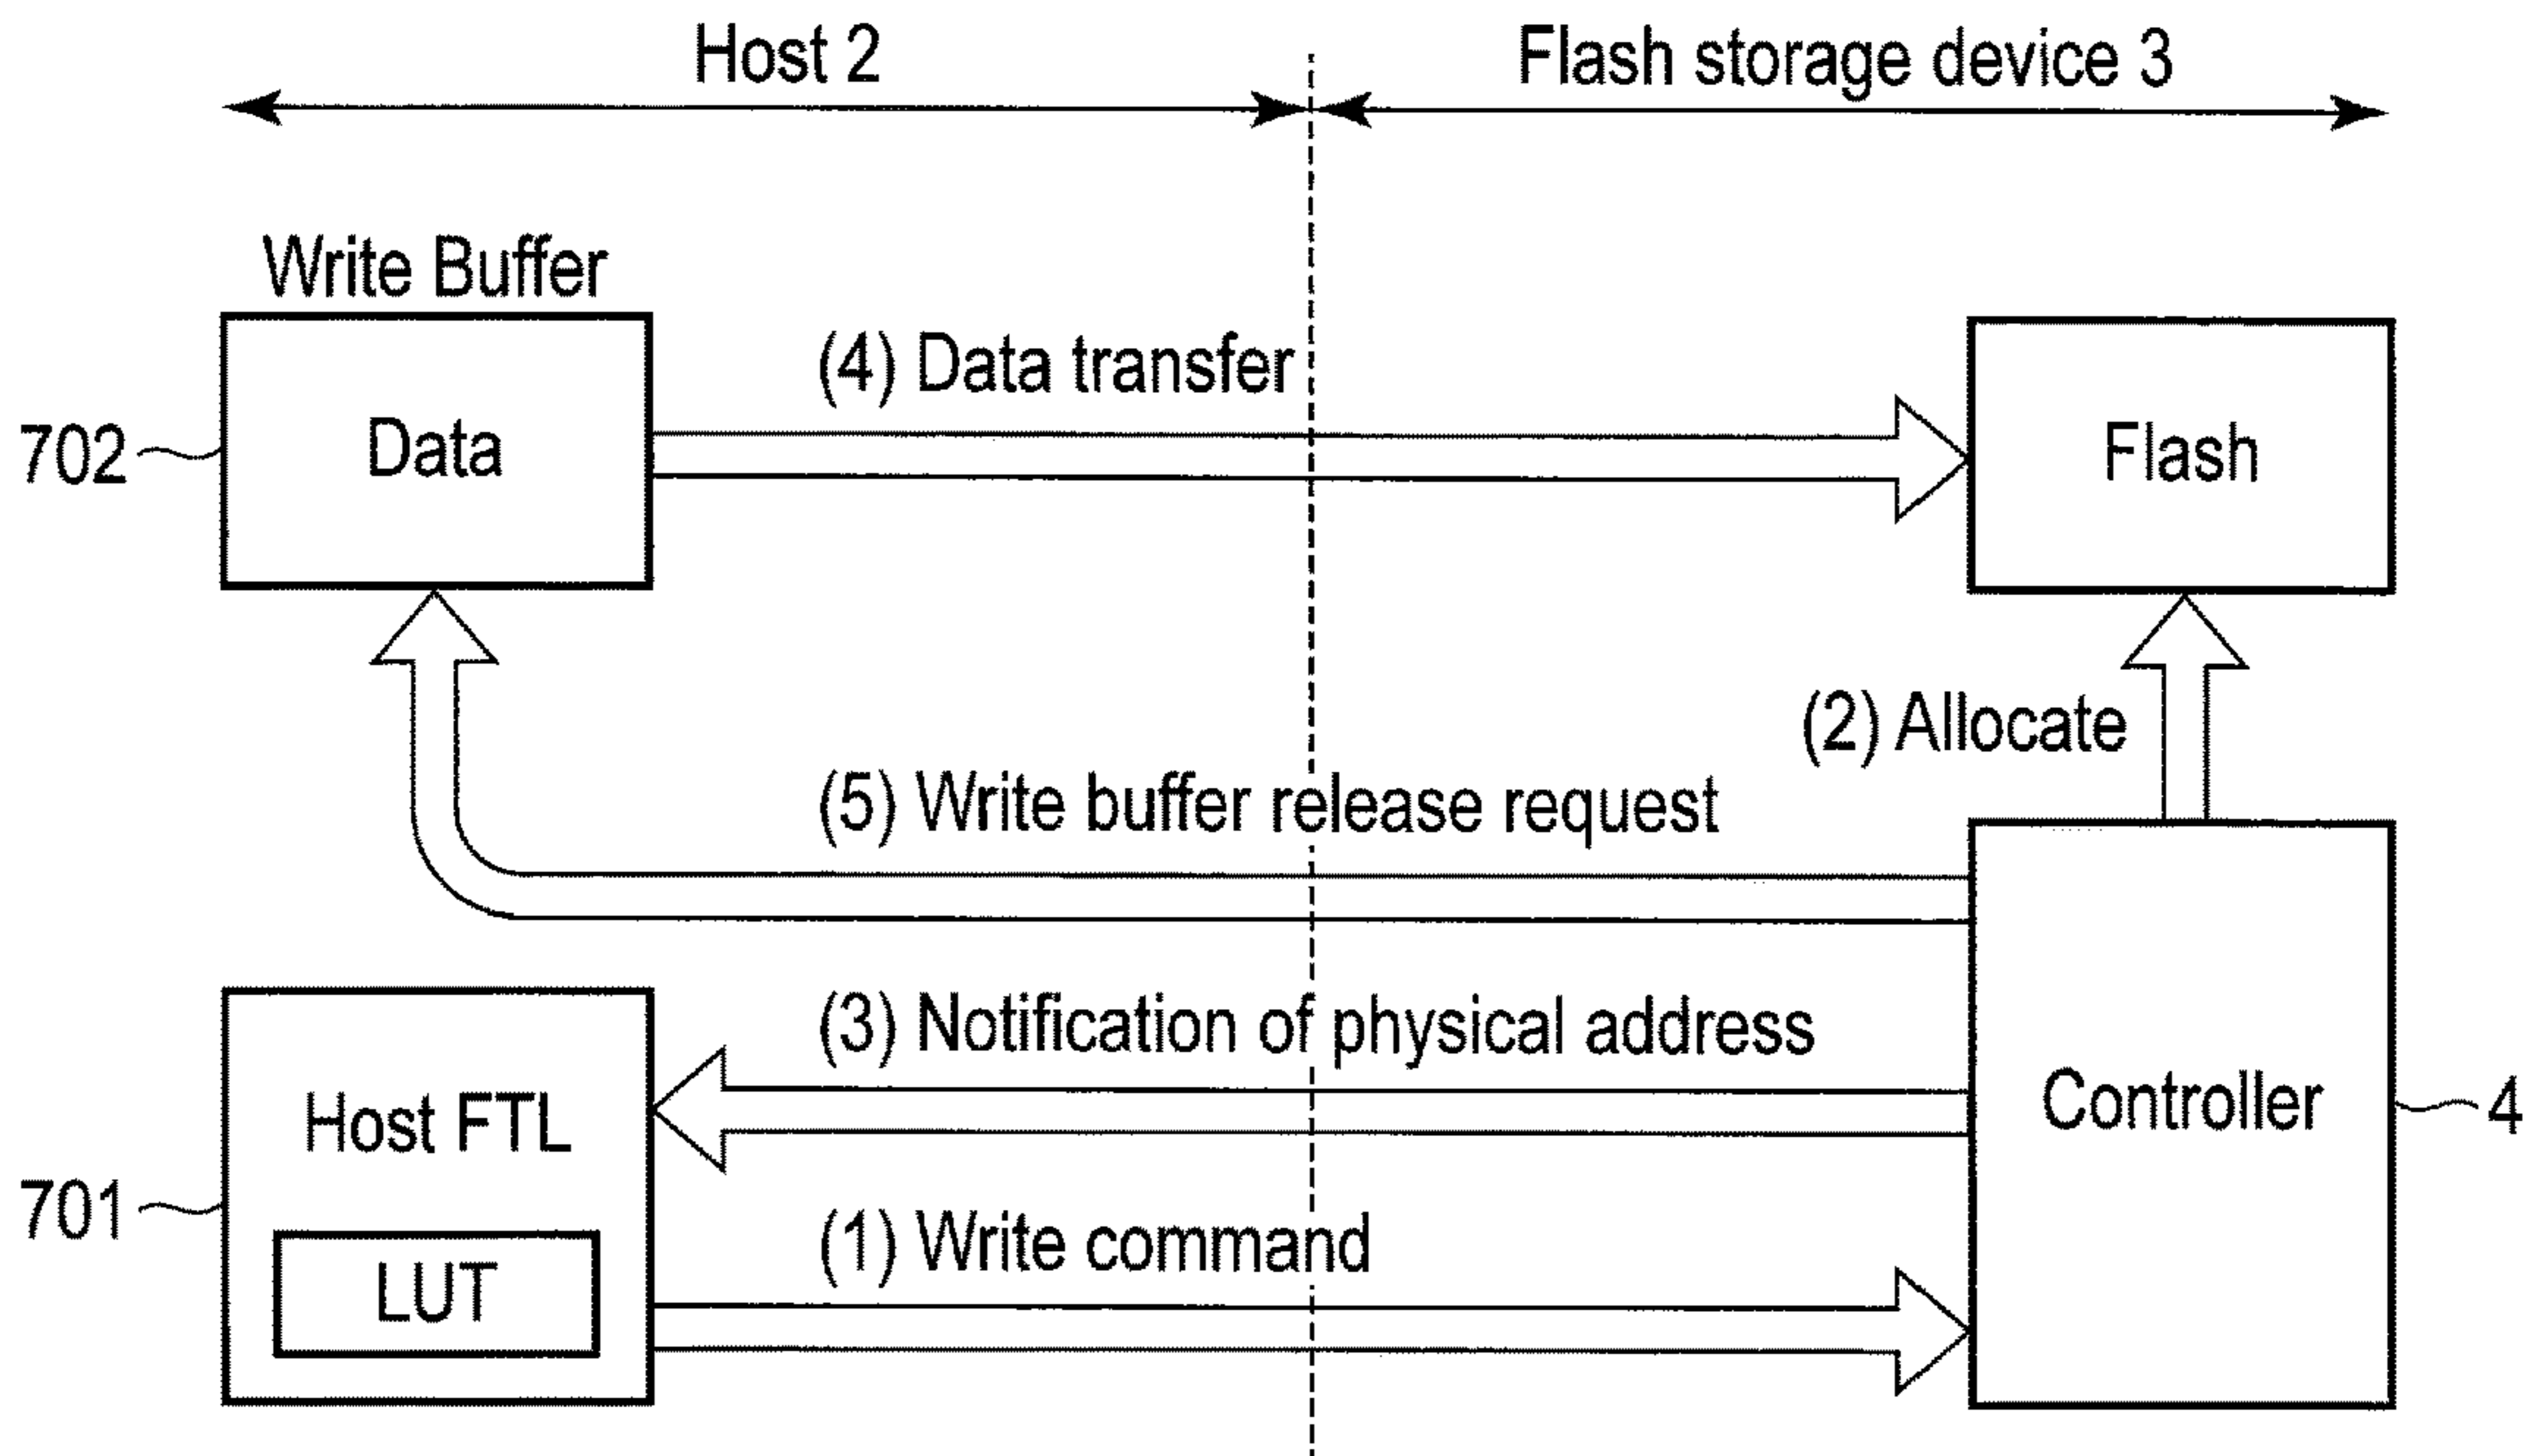 Host 2
Flash storage device 3
Write Buffer
(4) Data transfer
702
Data
Flash
(2) Allocate
(5) Write buffer release request
(3) Notification of physical address
Host FTL
Controller
4
701
(1) Write command
LUT